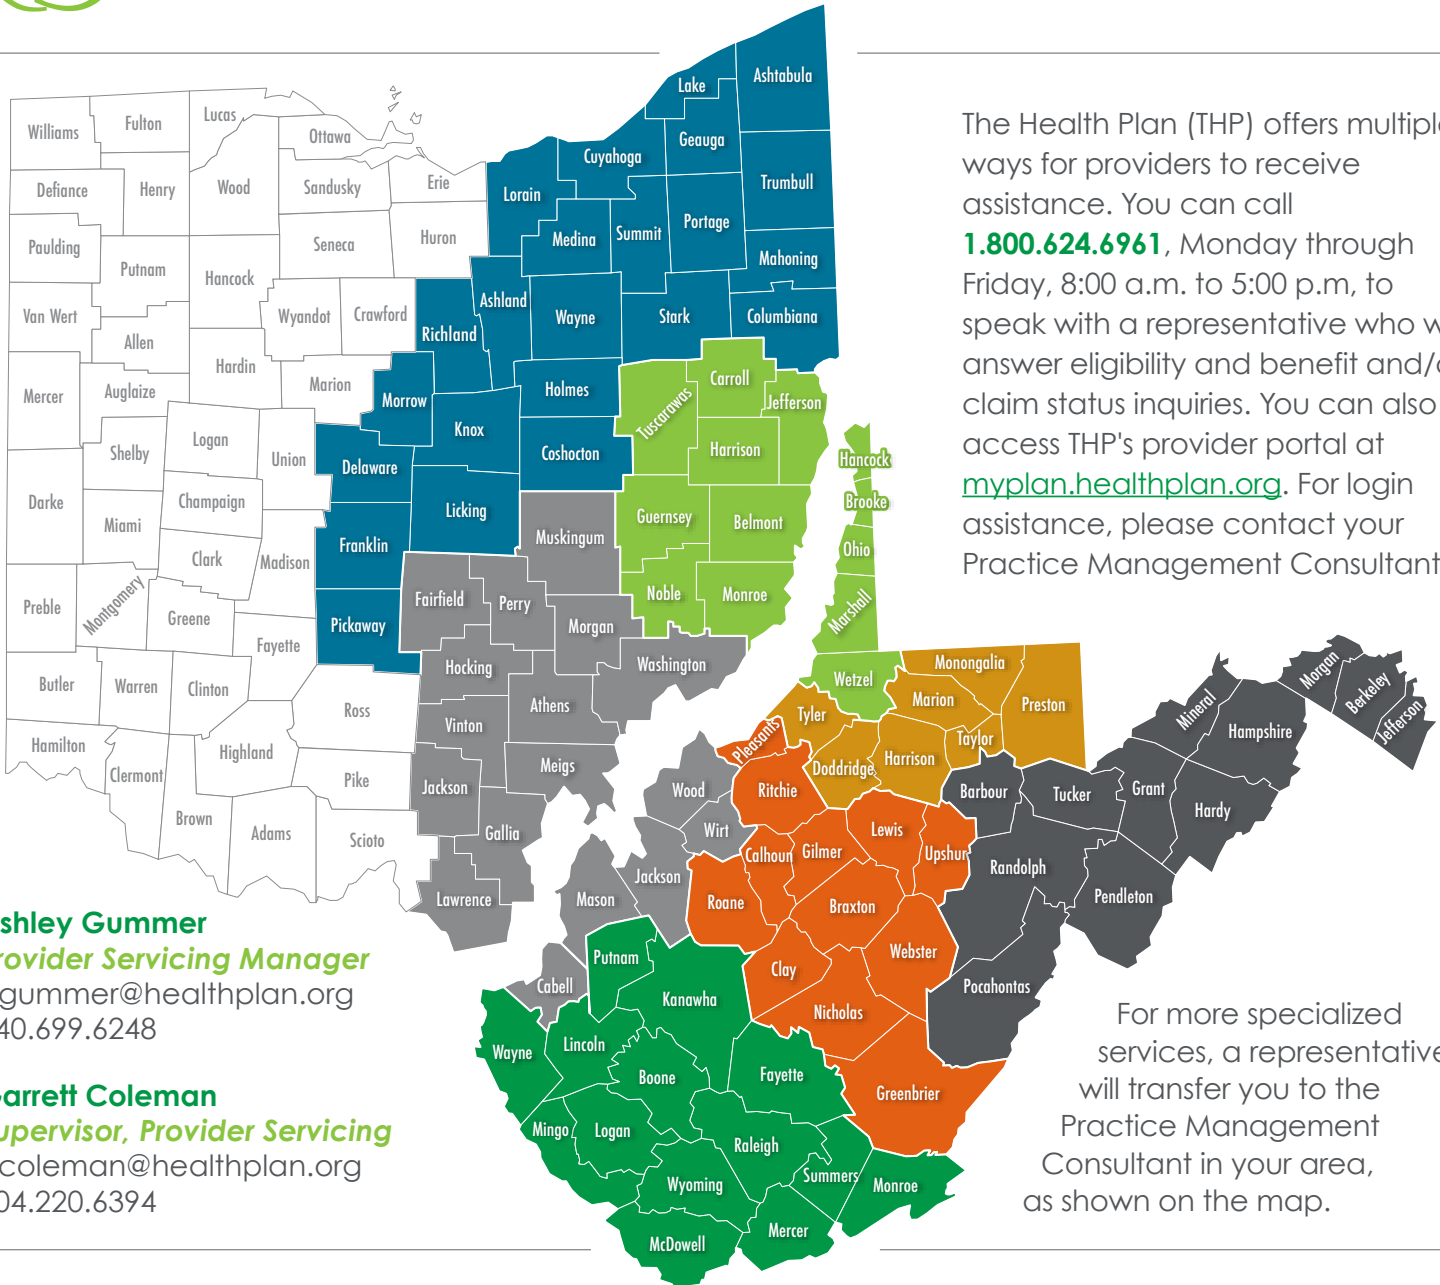 Williams
Fulton
Lucas
Ottawa
Defiance
Henry
Wood
Sandusky
Erie
Paulding
Putnam
Hancock
Seneca
Huron
Van Wert
Allen
Wyandot
Crawford
Mercer
Auglaize
Hardin
Marion
Shelby
Logan
Union
Darke
Miami
Champaign
Clark
Madison
Preble
Montgomery
Greene
Fayette
Butler
Warren
Clinton
Ross
Hamilton
Clermont
Highland
Pike
Brown
Adams
Scioto
Lake
Ashtabula
Geauga
Cuyahoga
Trumbull
Lorain
Medina
Summit
Portage
Mahoning
Ashland
Wayne
Stark
Columbiana
Richland
Morrow
Holmes
Knox
Coshocton
Delaware
Licking
Franklin
Pickaway
Carroll
Tuscarawas
Jefferson
Harrison
Guernsey
Belmont
Noble
Monroe
Hancock
Brooke
Ohio
Marshall
Wetzel
Muskingum
Fairfield
Perry
Morgan
Washington
Hocking
Athens
Vinton
Meigs
Jackson
Gallia
Lawrence
Wood
Wirt
Jackson
Mason
Cabell
Monongalia
Marion
Preston
Tyler
Taylor
Doddridge
Harrison
Pleasants
Ritchie
Lewis
Calhoun
Gilmer
Upshur
Roane
Braxton
Webster
Clay
Nicholas
Greenbrier
Morgan
Berkeley
Jefferson
Mineral
Hampshire
Barbour
Tucker
Grant
Hardy
Randolph
Pendleton
Pocahontas
Putnam
Kanawha
Wayne
Lincoln
Boone
Fayette
Mingo
Logan
Raleigh
Wyoming
Summers
Monroe
Mercer
McDowell
The Health Plan (THP) offers multiple
ways for providers to receive
assistance. You can call
1.800.624.6961, Monday through
Friday, 8:00 a.m. to 5:00 p.m, to
speak with a representative who w
answer eligibility and benefit and/
claim status inquiries. You can also
access THP's provider portal at
myplan.healthplan.org. For login
assistance, please contact your
Practice Management Consultant
shley Gummer
rovider Servicing Manager
gummer@healthplan.org
40.699.6248
arrett Coleman
upervisor, Provider Servicing
coleman@healthplan.org
04.220.6394
For more specialized
services, a representative
will transfer you to the
Practice Management
Consultant in your area,
as shown on the map.